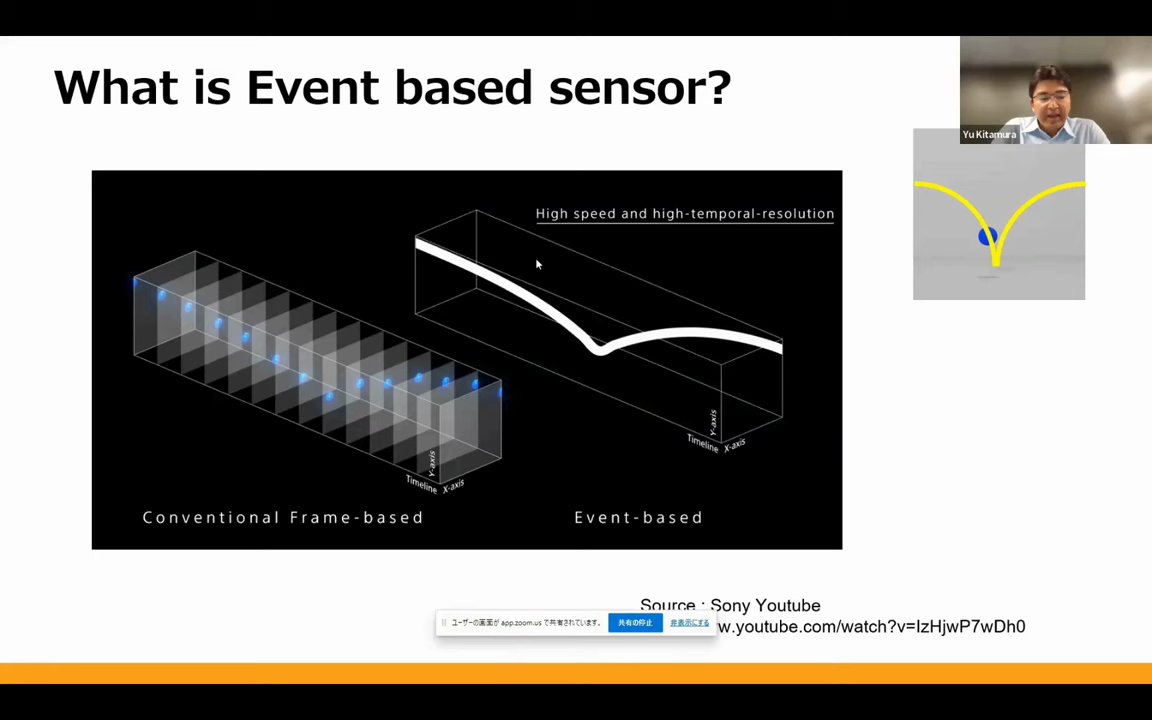 What is Event based sensor?
Yu Kitamura
High speed and high-temporal-resolution
Y-axis
Timeline
X-axis
Y-axis
Timeline
X-axis
Conventional Frame-based
Event-based
Source : Sony Youtube
ユーザーの画面が app.zoom.us で共有されています。 共有の停止 非表示にする
w.youtube.com/watch?v=IzHjwP7wDh0